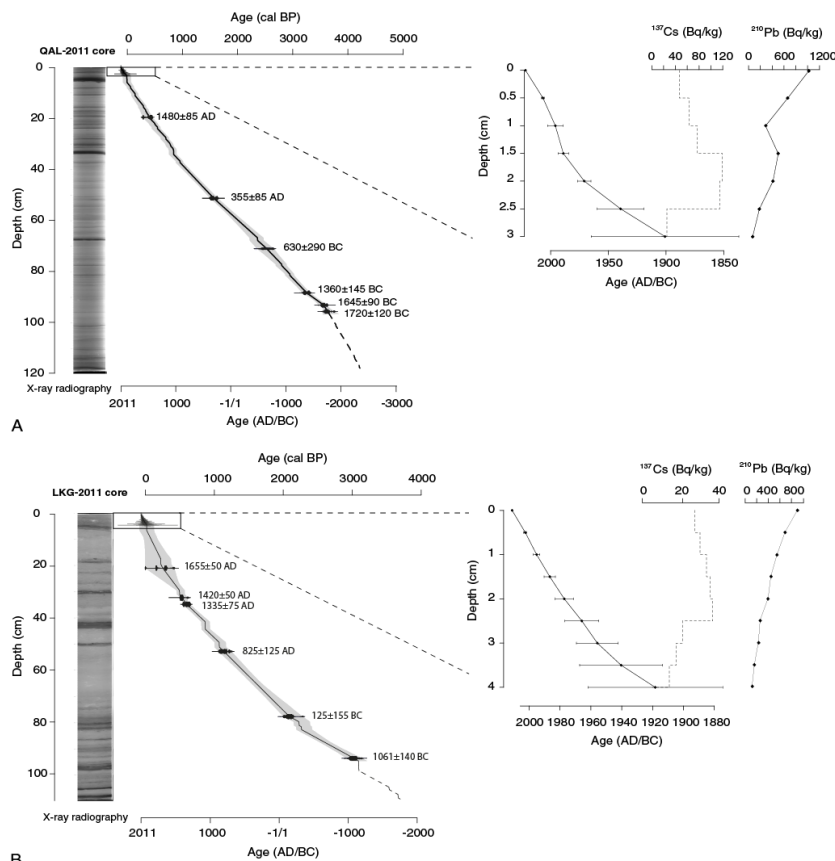 Age (cal BP)
0 1000 2000 3000 4000 5000
QAL-2011 core
0
20
40
60
80
100
120
Depth (cm)
1480±85 AD
355±85 AD
630±290 BC
1360±145 BC
1645±90 BC
1720±120 BC
X-ray radiography
2011 1000 -1/1 -1000 -2000 -3000
Age (AD/BC)
A
137Cs (Bq/kg)
0 40 80 120
210Pb (Bq/kg)
0 400 1000
0
0.5
1
1.5
2
2.5
3
Depth (cm)
2000 1950 1900 1850
Age (AD/BC)
Age (cal BP)
0 1000 2000 3000 4000
LKG-2011 core
0
20
40
60
80
100
Depth (cm)
1655±50 AD
1420±50 AD
1335±75 AD
825±125 AD
125±155 BC
1061±140 BC
X-ray radiography
2011 1000 -1/1 -1000 -2000
Age (AD/BC)
B
137Cs (Bq/kg)
0 20 40
210Pb (Bq/kg)
0 400 800
0
1
2
3
4
Depth (cm)
2000 1980 1960 1940 1920 1900 1880
Age (AD/BC)